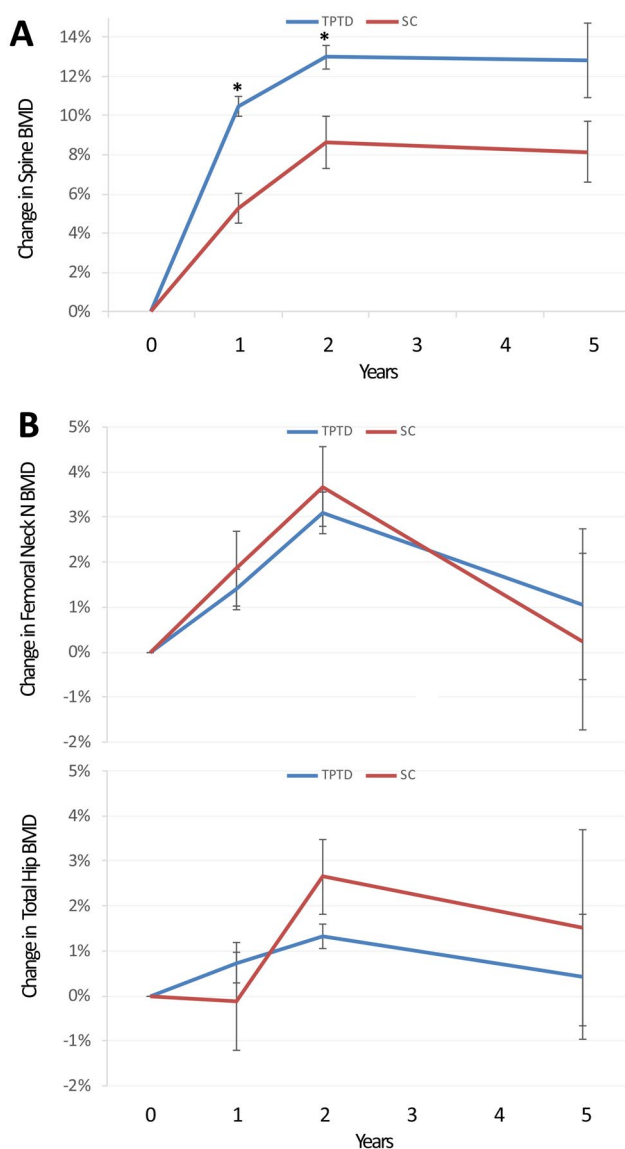 A
TPTD SC
14%
12%
10%
8%
6%
4%
2%
0%
Change in Spine BMD
*
*
0 1 2 3 4 5
Years
B
TPTD SC
5%
4%
3%
2%
1%
0%
-1%
-2%
Change in Femoral Neck N BMD
TPTD SC
5%
4%
3%
2%
1%
0%
-1%
-2%
Change in Total Hip BMD
0 1 2 3 4 5
Years